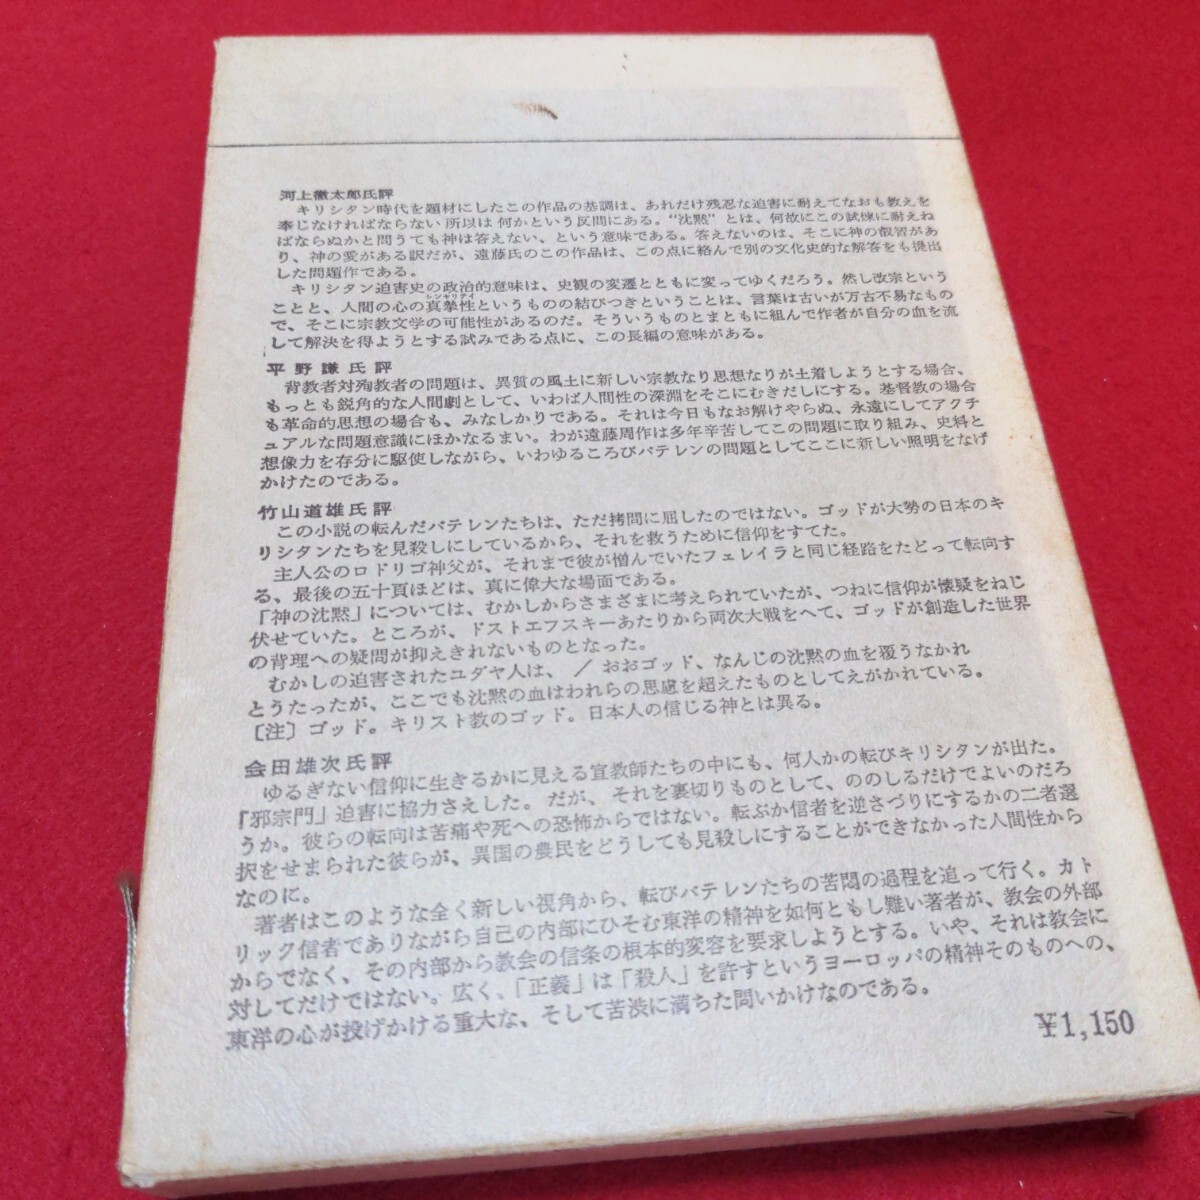 河上徹太郎氏評
キリシタン時代を題材にしたこの作品の基調は、あれだけ残忍な迫害に耐えてなおも教えを
奉じなければならない所以は何かという反問にある。“沈黙”とは、何故にこの試煉に耐えね
ばならぬかと問うても神は答えない、という意味である。答えないのは、そこに神の叡智があ
り、神の愛がある訳だが、遠藤氏のこの作品は、この点に絡んで別の文化史的な解答をも提出
した問題作である。
キリシタン迫害史の政治的意味は、史観の変遷とともに変ってゆくだろう。然し改宗という
ことと、人間の心の真摯性というものの結びつきということは、言葉は古いが万古不易なもの
で、そこに宗教文学の可能性があるのだ。そういうものとまともに組んで作者が自分の血を流
して解決を得ようとする試みである点に、この長編の意味がある。
平野謙氏評
背教者対殉教者の問題は、異質の風土に新しい宗教なり思想なりが土着しようとする場合、
もっとも鋭角的な人間劇として、いわば人間性の深淵をそこにむきだしにする。基督教の場合
も革命的思想の場合も、みなしかりである。それは今日もなお解けやらぬ、永遠にしてアクチ
ュアルな問題意識にほかなるまい。わが遠藤周作は多年辛苦してこの問題に取り組み、史料と
想像力を存分に駆使しながら、いわゆるころびバテレンの問題としてここに新しい照明をなげ
かけたのである。
竹山道雄氏評
この小説の転んだバテレンたちは、ただ拷問に屈したのではない。ゴッドが大勢の日本のキ
リシタンたちを見殺しにしているから、それを救うために信仰をすてた。
主人公のロドリゴ神父が、それまで彼が憎んでいたフェレイラと同じ経路をたどって転向す
る、最後の五十頁ほどは、真に偉大な場面である。
「神の沈黙」については、むかしからさまざまに考えられていたが、つねに信仰が懐疑をねじ
伏せていた。ところが、ドストエフスキーあたりから両次大戦をへて、ゴッドが創造した世界
の背理への疑問が抑えきれないものとなった。
むかしの迫害されたユダヤ人は、／おおゴッド、なんじの沈黙の血を覆うなかれ
とうたったが、ここでも沈黙の血はわれらの思慮を超えたものとしてえがかれている。
〔注〕ゴッド。キリスト教のゴッド。日本人の信じる神とは異る。
会田雄次氏評
ゆるぎない信仰に生きるかに見える宣教師たちの中にも、何人かの転びキリシタンが出た。
「邪宗門」迫害に協力さえした。だが、それを裏切りものとして、ののしるだけでよいのだろ
うか。彼らの転向は苦痛や死への恐怖からではない。転ぶか信者を逆さづりにするかの二者選
択をせまられた彼らが、異国の農民をどうしても見殺しにすることができなかった人間性から
なのに。
著者はこのような全く新しい視角から、転びバテレンたちの苦悶の過程を追って行く。カト
リック信者でありながら自己の内部にひそむ東洋の精神を如何ともし難い著者が、教会の外部
からでなく、その内部から教会の信条の根本的変容を要求しようとする。いや、それは教会に
対してだけではない。広く、「正義」は「殺人」を許すというヨーロッパの精神そのものへの、
東洋の心が投げかける重大な、そして苦渋に満ちた問いかけなのである。
￥1,150